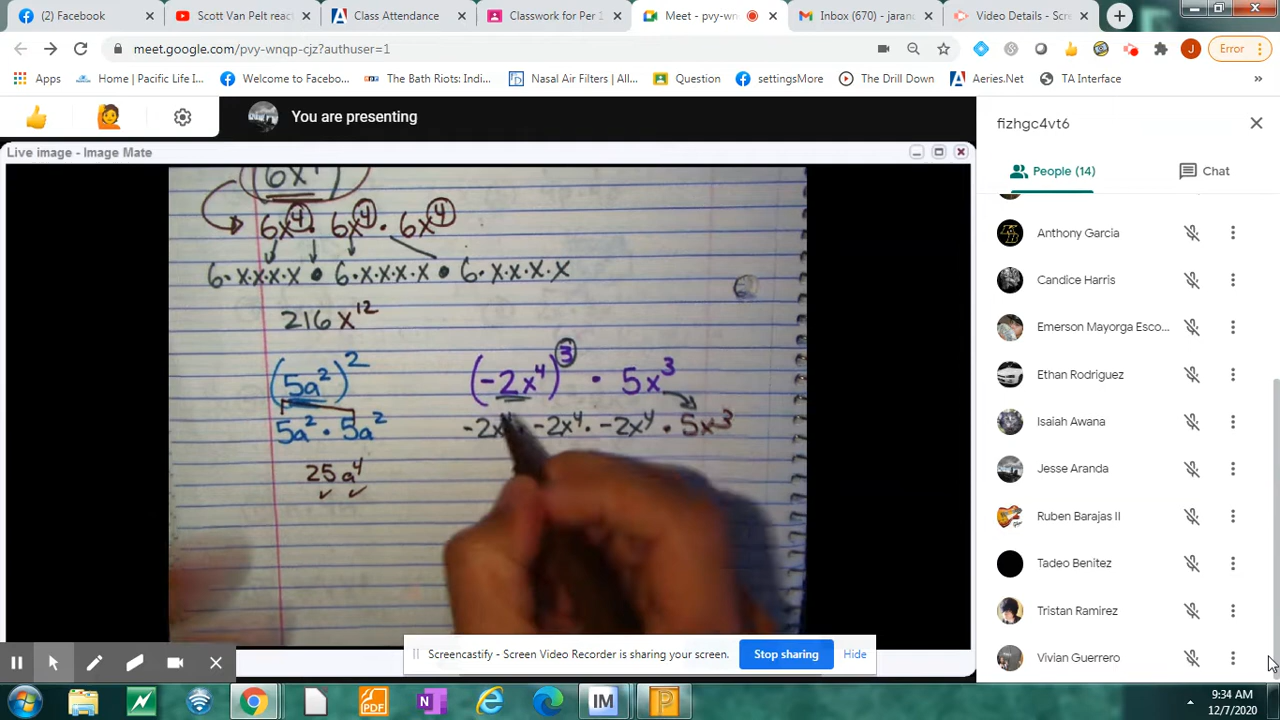 (2) Facebook
Scott Van Pelt react
Class Attendance
Classwork for Per 1
Meet - pvy-wnq
Inbox (670) - jaran
Video Details - Scre
meet.google.com/pvy-wnqp-cjz?authuser=1
J
Error
Apps
Home | Pacific Life I...
Welcome to Facebo...
The Bath Riots: Indi...
Nasal Air Filters | All...
Question
settingsMore
The Drill Down
Aeries.Net
TA Interface
»
You are presenting
fizhgc4vt6
People (14)
Chat
Live image - Image Mate
6x⁴ · 6x⁴ · 6x⁴
6·x·x·x·x • 6·x·x·x·x • 6·x·x·x·x
216x¹²
(5a²)²
5a² · 5a²
25a⁴
(-2x⁴)³ · 5x³
-2x⁴ · -2x⁴ · -2x⁴ · 5x³
Anthony Garcia
Candice Harris
Emerson Mayorga Esco...
Ethan Rodriguez
Isaiah Awana
Jesse Aranda
Ruben Barajas II
Tadeo Benitez
Tristan Ramirez
Vivian Guerrero
Screencastify - Screen Video Recorder is sharing your screen.
Stop sharing
Hide
PDF
N
IM
P
9:34 AM
12/7/2020